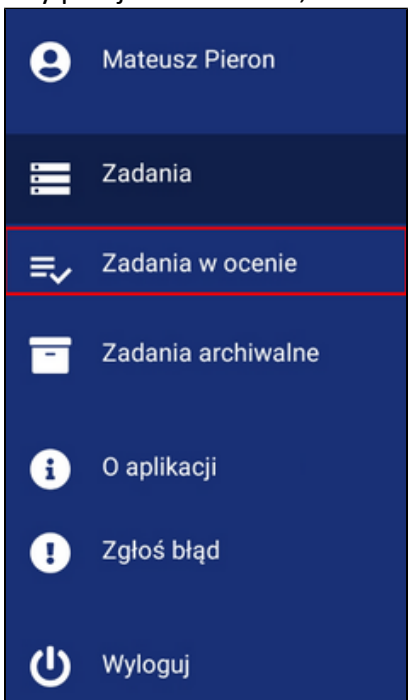 Mateusz Pieron
Zadania
Zadania w ocenie
Zadania archiwalne
O aplikacji
Zgłoś błąd
Wyloguj